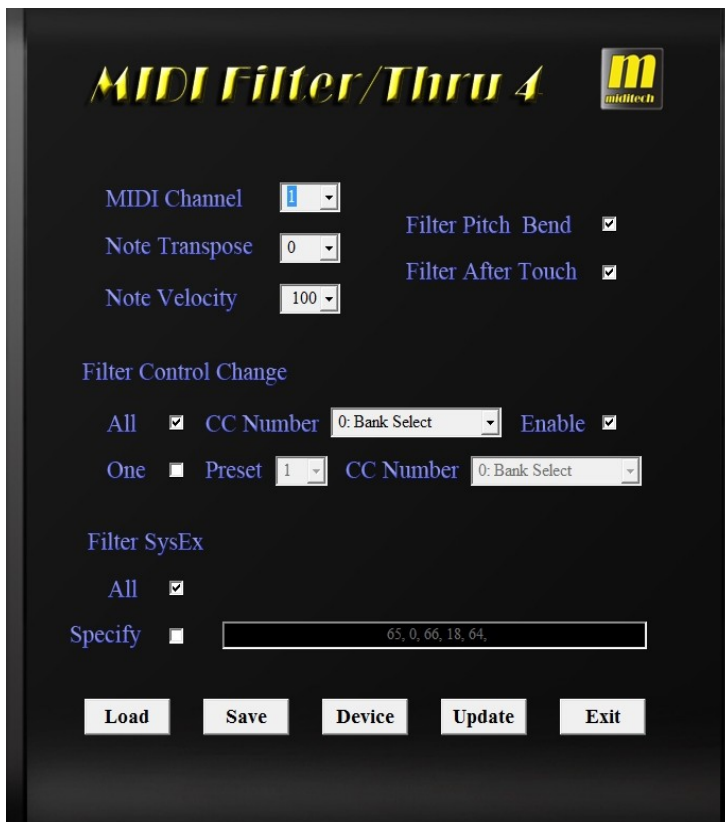 MIDI Filter/Thru 4
m
miditech
MIDI Channel 1
Filter Pitch Bend
Note Transpose 0
Filter After Touch
Note Velocity 100
Filter Control Change
All CC Number 0: Bank Select Enable
One Preset 1 CC Number 0: Bank Select
Filter SysEx
All
Specify 65, 0, 66, 18, 64,
Load Save Device Update Exit